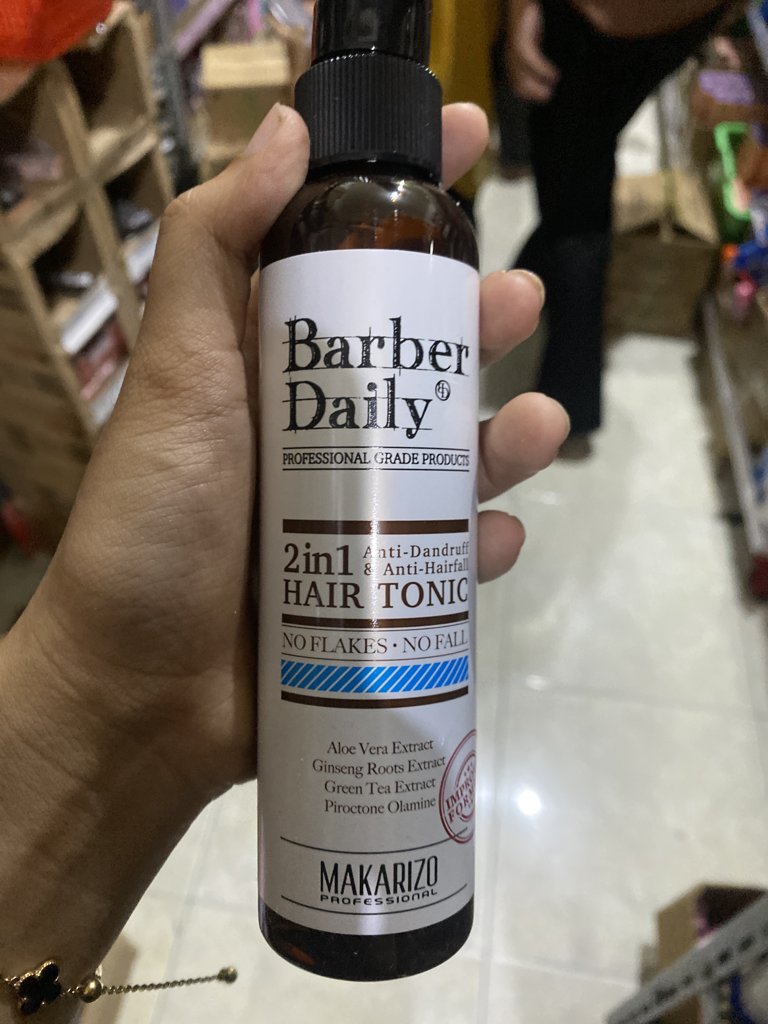 Barber
Daily
PROFESSIONAL GRADE PRODUCTS
2in1 Anti-Dandruff
& Anti-Hairfall
HAIR TONIC
NO FLAKES • NO FALL
Aloe Vera Extract
Ginseng Roots Extract
Green Tea Extract
Piroctone Olamine
MAKARIZO
PROFESSIONAL